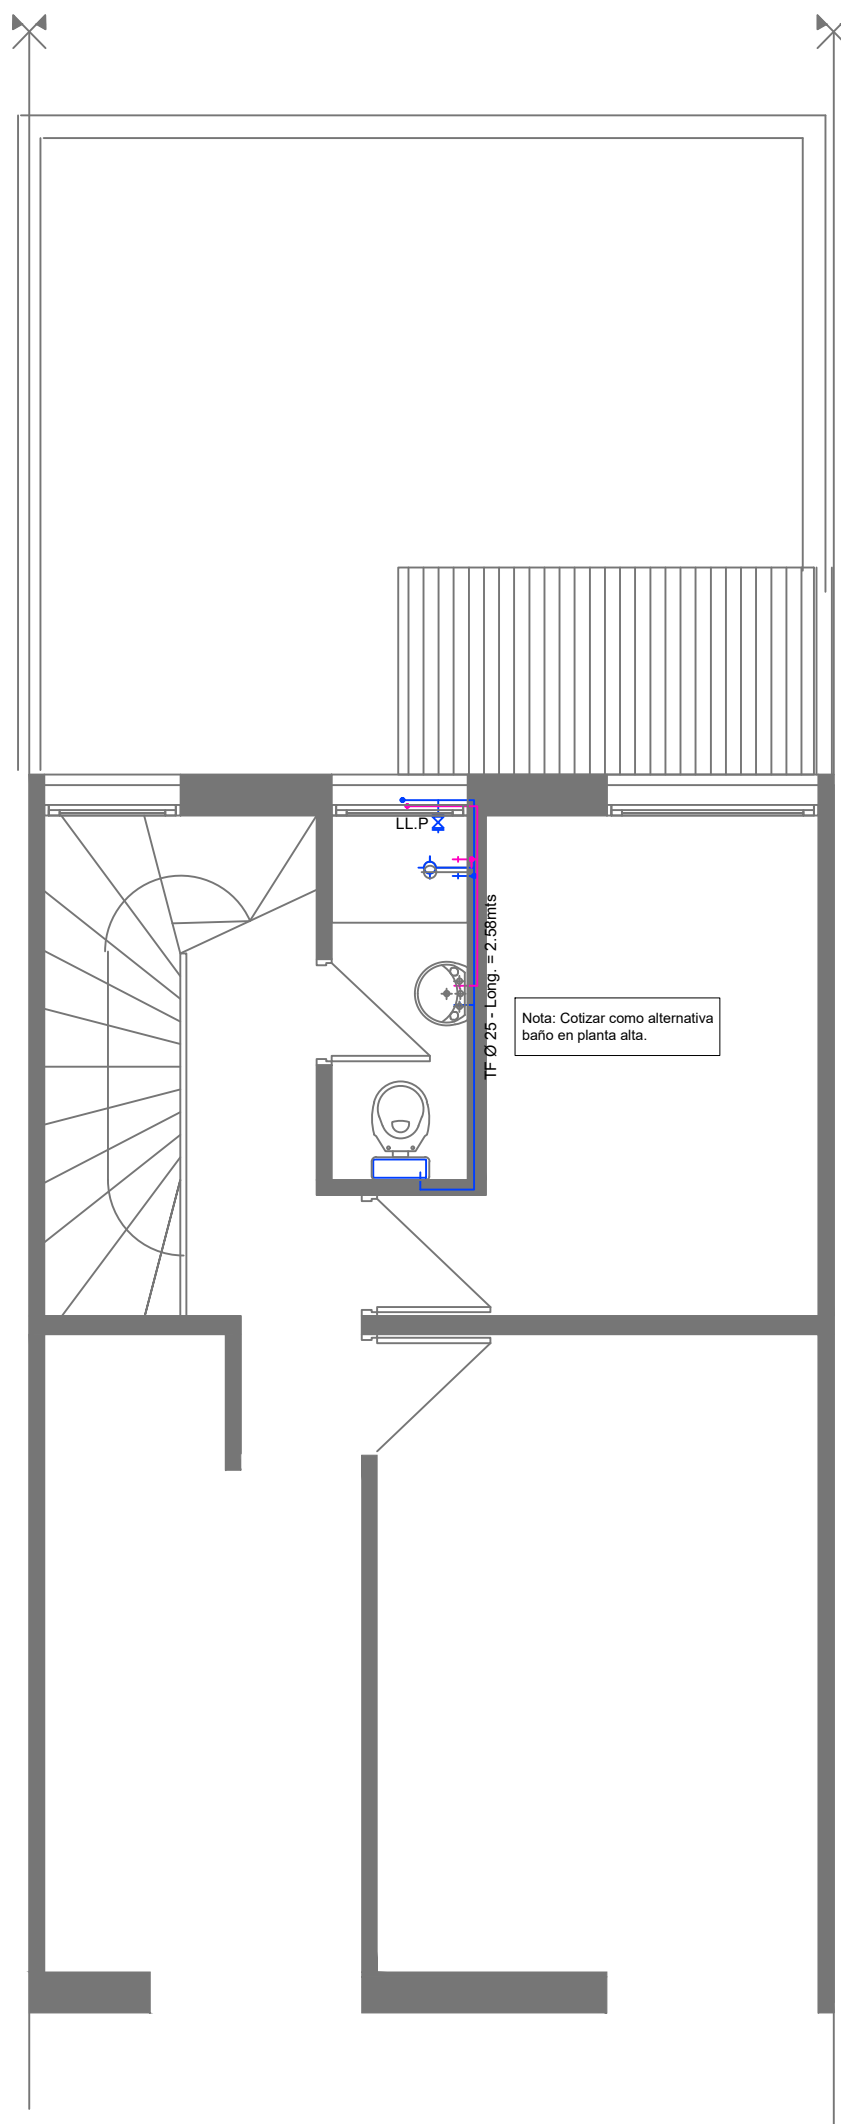 LL.P
TF Ø 25 - Long. = 2.58mts
Nota: Cotizar como alternativa
baño en planta alta.